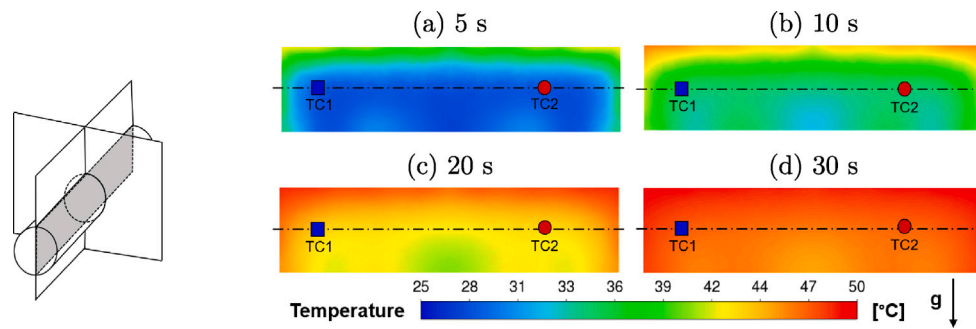 (a) 5 s
(b) 10 s
TC1
TC2
TC1
TC2
(c) 20 s
(d) 30 s
TC1
TC2
TC1
TC2
25 28 31 33 36 39 42 44 47 50
Temperature [°C] g